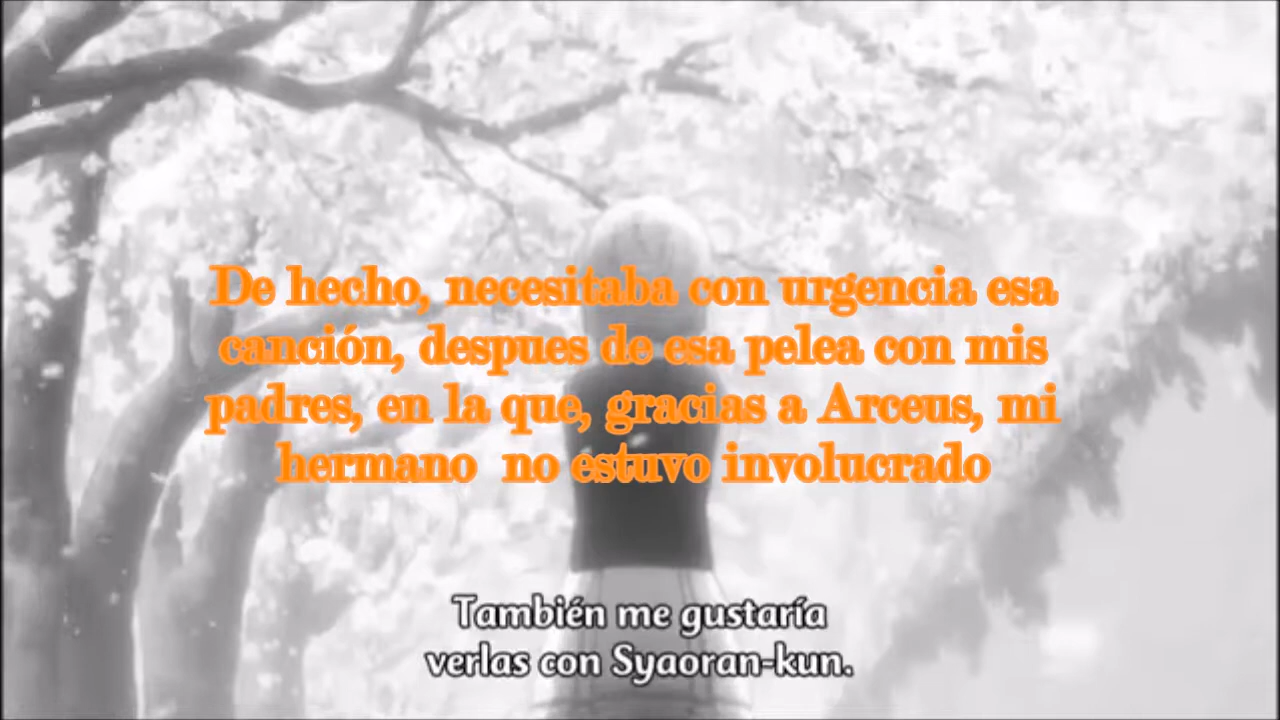 De hecho, necesitaba con urgencia esa
canción, despues de esa pelea con mis
padres, en la que, gracias a Arceus, mi
hermano  no estuvo involucrado
También me gustaría
verlas con Syaoran-kun.